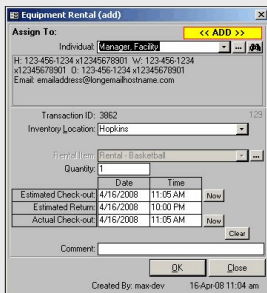 Equipment Rental (add)
Assign To: << ADD >>
Individual: Manager, Facility
H: 123-456-1234 x12345678901 W: 123-456-1234
x12345678901 O: 123-456-1234 x12345678901
Email: emailaddress@longemailhostname.com
Transaction ID: 3862 129
Inventory Location: Hopkins
Rental Item: Rental - Basketball
Quantity: 1
Date Time
Estimated Check-out: 4/16/2008 11:05 AM Now
Estimated Return: 4/16/2008 10:00 PM
Actual Check-out: 4/16/2008 11:05 AM Now
Clear
Comment:
OK Close
Created By: max-dev 16-Apr-08 11:04 am